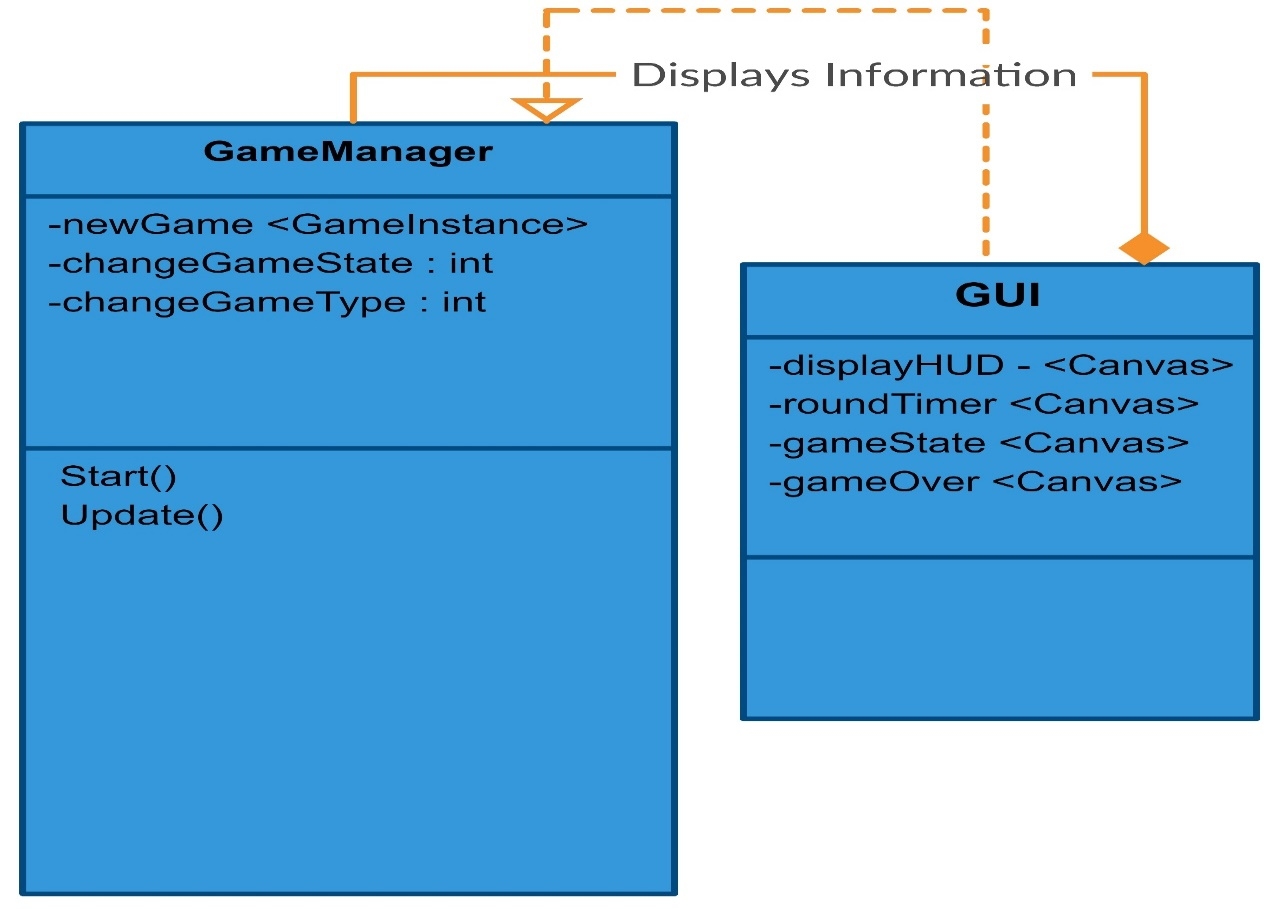 Displays Information
GameManager
-newGame <GameInstance>
-changeGameState : int
-changeGameType : int
Start()
Update()
GUI
-displayHUD - <Canvas>
-roundTimer <Canvas>
-gameState <Canvas>
-gameOver <Canvas>